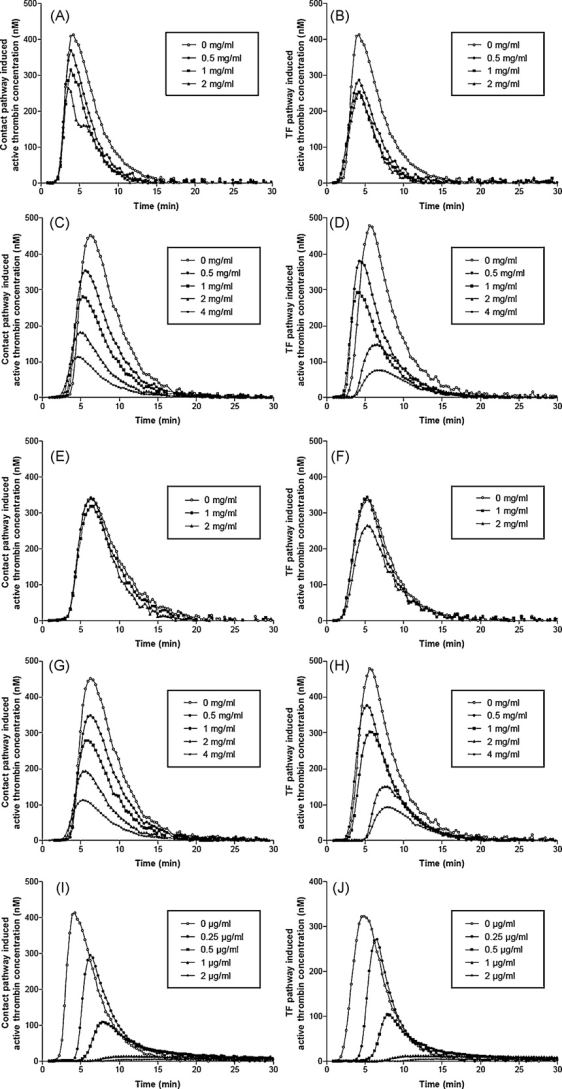 (A)
Contact pathway induced
active thrombin concentration (nM)
500
400
300
200
100
0
0 mg/ml
0.5 mg/ml
1 mg/ml
2 mg/ml
0 5 10 15 20 25 30
Time (min)
(B)
TF pathway induced
active thrombin concentration (nM)
500
400
300
200
100
0
0 mg/ml
0.5 mg/ml
1 mg/ml
2 mg/ml
0 5 10 15 20 25 30
Time (min)
(C)
Contact pathway induced
active thrombin concentration (nM)
500
400
300
200
100
0
0 mg/ml
0.5 mg/ml
1 mg/ml
2 mg/ml
4 mg/ml
0 5 10 15 20 25 30
Time (min)
(D)
TF pathway induced
active thrombin concentration (nM)
500
400
300
200
100
0
0 mg/ml
0.5 mg/ml
1 mg/ml
2 mg/ml
4 mg/ml
0 5 10 15 20 25 30
Time (min)
(E)
Contact pathway induced
active thrombin concentration (nM)
500
400
300
200
100
0
0 mg/ml
1 mg/ml
2 mg/ml
0 5 10 15 20 25 30
Time (min)
(F)
TF pathway induced
active thrombin concentration (nM)
500
400
300
200
100
0
0 mg/ml
1 mg/ml
2 mg/ml
0 5 10 15 20 25 30
Time (min)
(G)
Contact pathway induced
active thrombin concentration (nM)
500
400
300
200
100
0
0 mg/ml
0.5 mg/ml
1 mg/ml
2 mg/ml
4 mg/ml
0 5 10 15 20 25 30
Time (min)
(H)
TF pathway induced
active thrombin concentration (nM)
500
400
300
200
100
0
0 mg/ml
0.5 mg/ml
1 mg/ml
2 mg/ml
4 mg/ml
0 5 10 15 20 25 30
Time (min)
(I)
Contact pathway induced
active thrombin concentration (nM)
500
400
300
200
100
0
0 µg/ml
0.25 µg/ml
0.5 µg/ml
1 µg/ml
2 µg/ml
0 5 10 15 20 25 30
Time (min)
(J)
TF pathway induced
active thrombin concentration (nM)
400
300
200
100
0
0 µg/ml
0.25 µg/ml
0.5 µg/ml
1 µg/ml
2 µg/ml
0 5 10 15 20 25 30
Time (min)